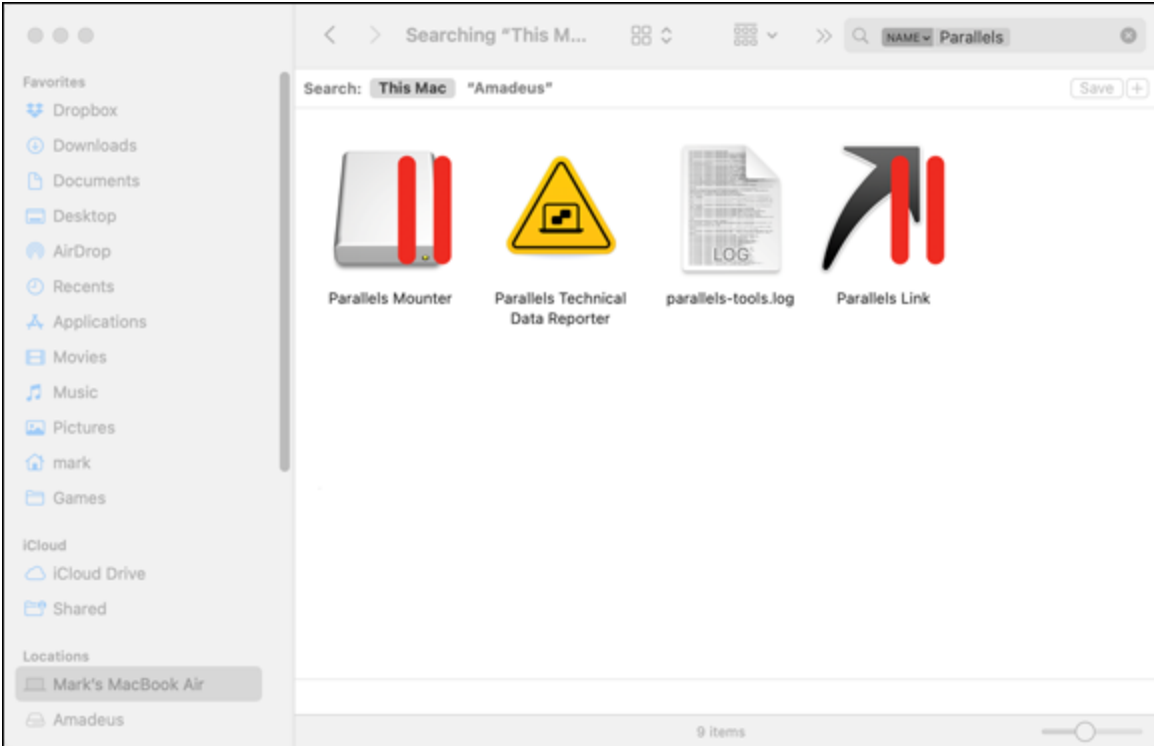 Searching "This M...
NAME Parallels
Favorites
Dropbox
Downloads
Documents
Desktop
AirDrop
Recents
Applications
Movies
Music
Pictures
mark
Games
iCloud
iCloud Drive
Shared
Locations
Mark's MacBook Air
Amadeus
Search: This Mac "Amadeus"
Save
LOG
Parallels Mounter
Parallels Technical
Data Reporter
parallels-tools.log
Parallels Link
9 items